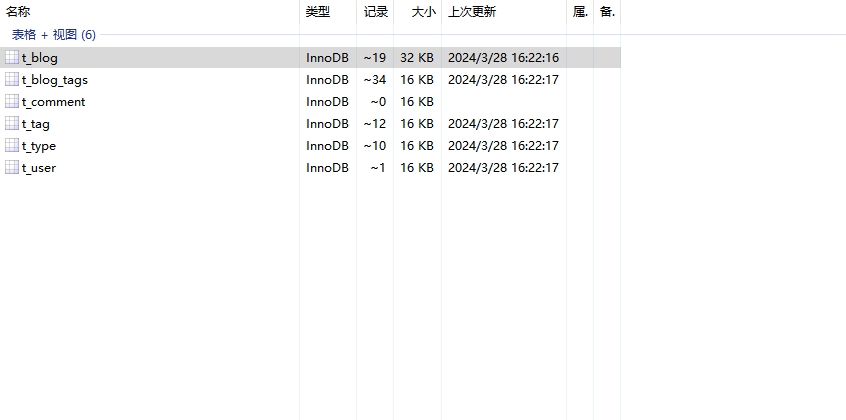 名称 类型 记录 大小 上次更新 属. 备.
表格 + 视图 (6)
t_blog InnoDB ~19 32 KB 2024/3/28 16:22:16
t_blog_tags InnoDB ~34 16 KB 2024/3/28 16:22:17
t_comment InnoDB ~0 16 KB
t_tag InnoDB ~12 16 KB 2024/3/28 16:22:17
t_type InnoDB ~10 16 KB 2024/3/28 16:22:17
t_user InnoDB ~1 16 KB 2024/3/28 16:22:17